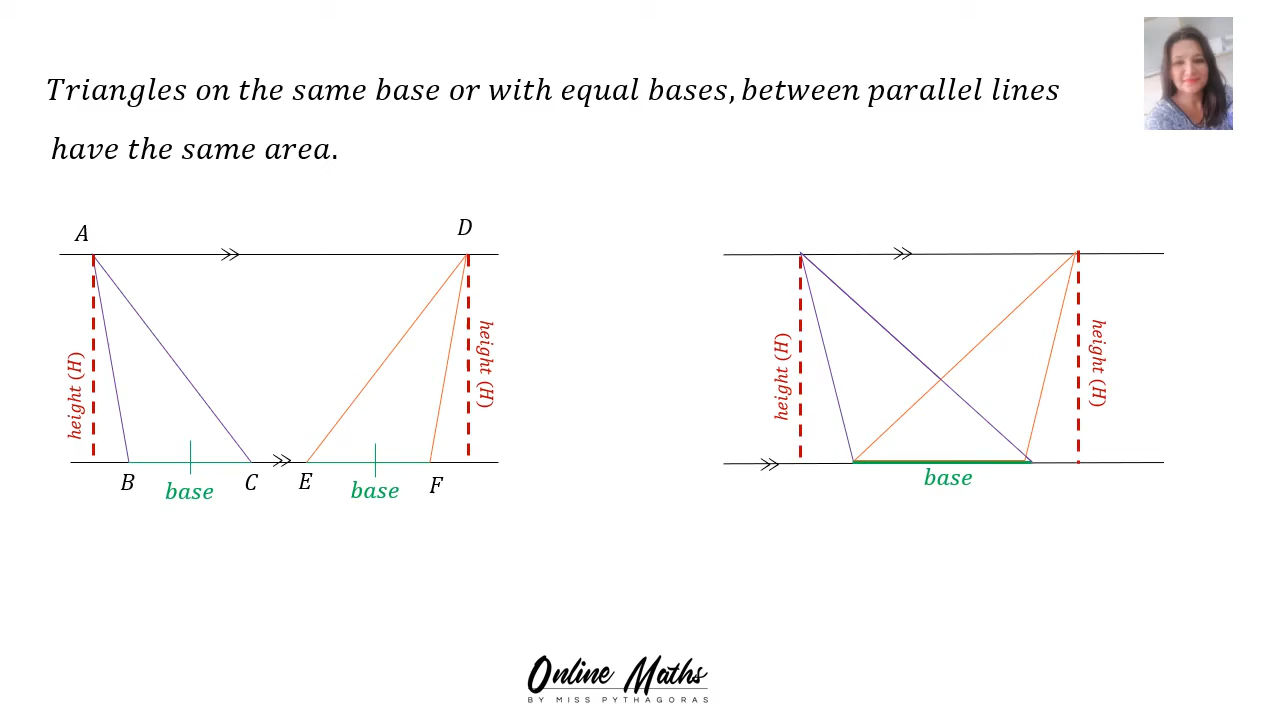 Triangles on the same base or with equal bases, between parallel lines
have the same area.
A
D
height (H)
height (H)
B
base
C
E
base
F
height (H)
height (H)
base
Online Maths
BY MISS PYTHAGORAS